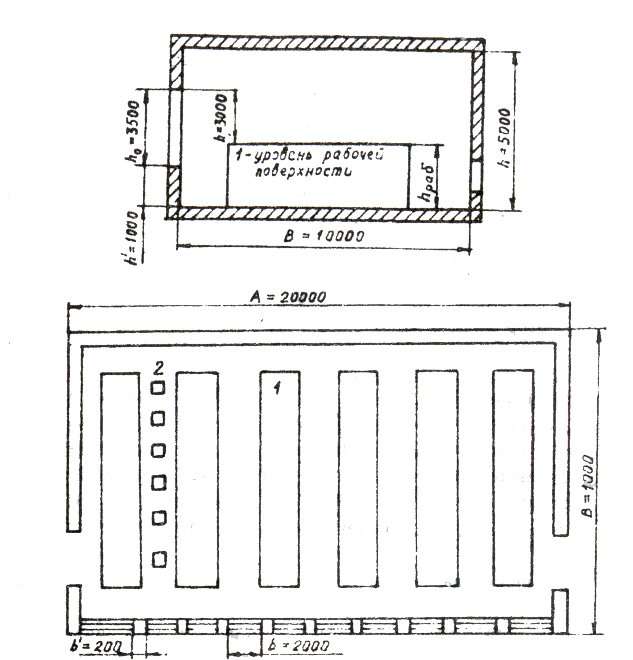 h₀=3500
h=3000
1-уровень рабочей
поверхности
hраб
h=5000
h'=1000
B=10000
A=20000
2
1
B=1000
b'=200
b=2000